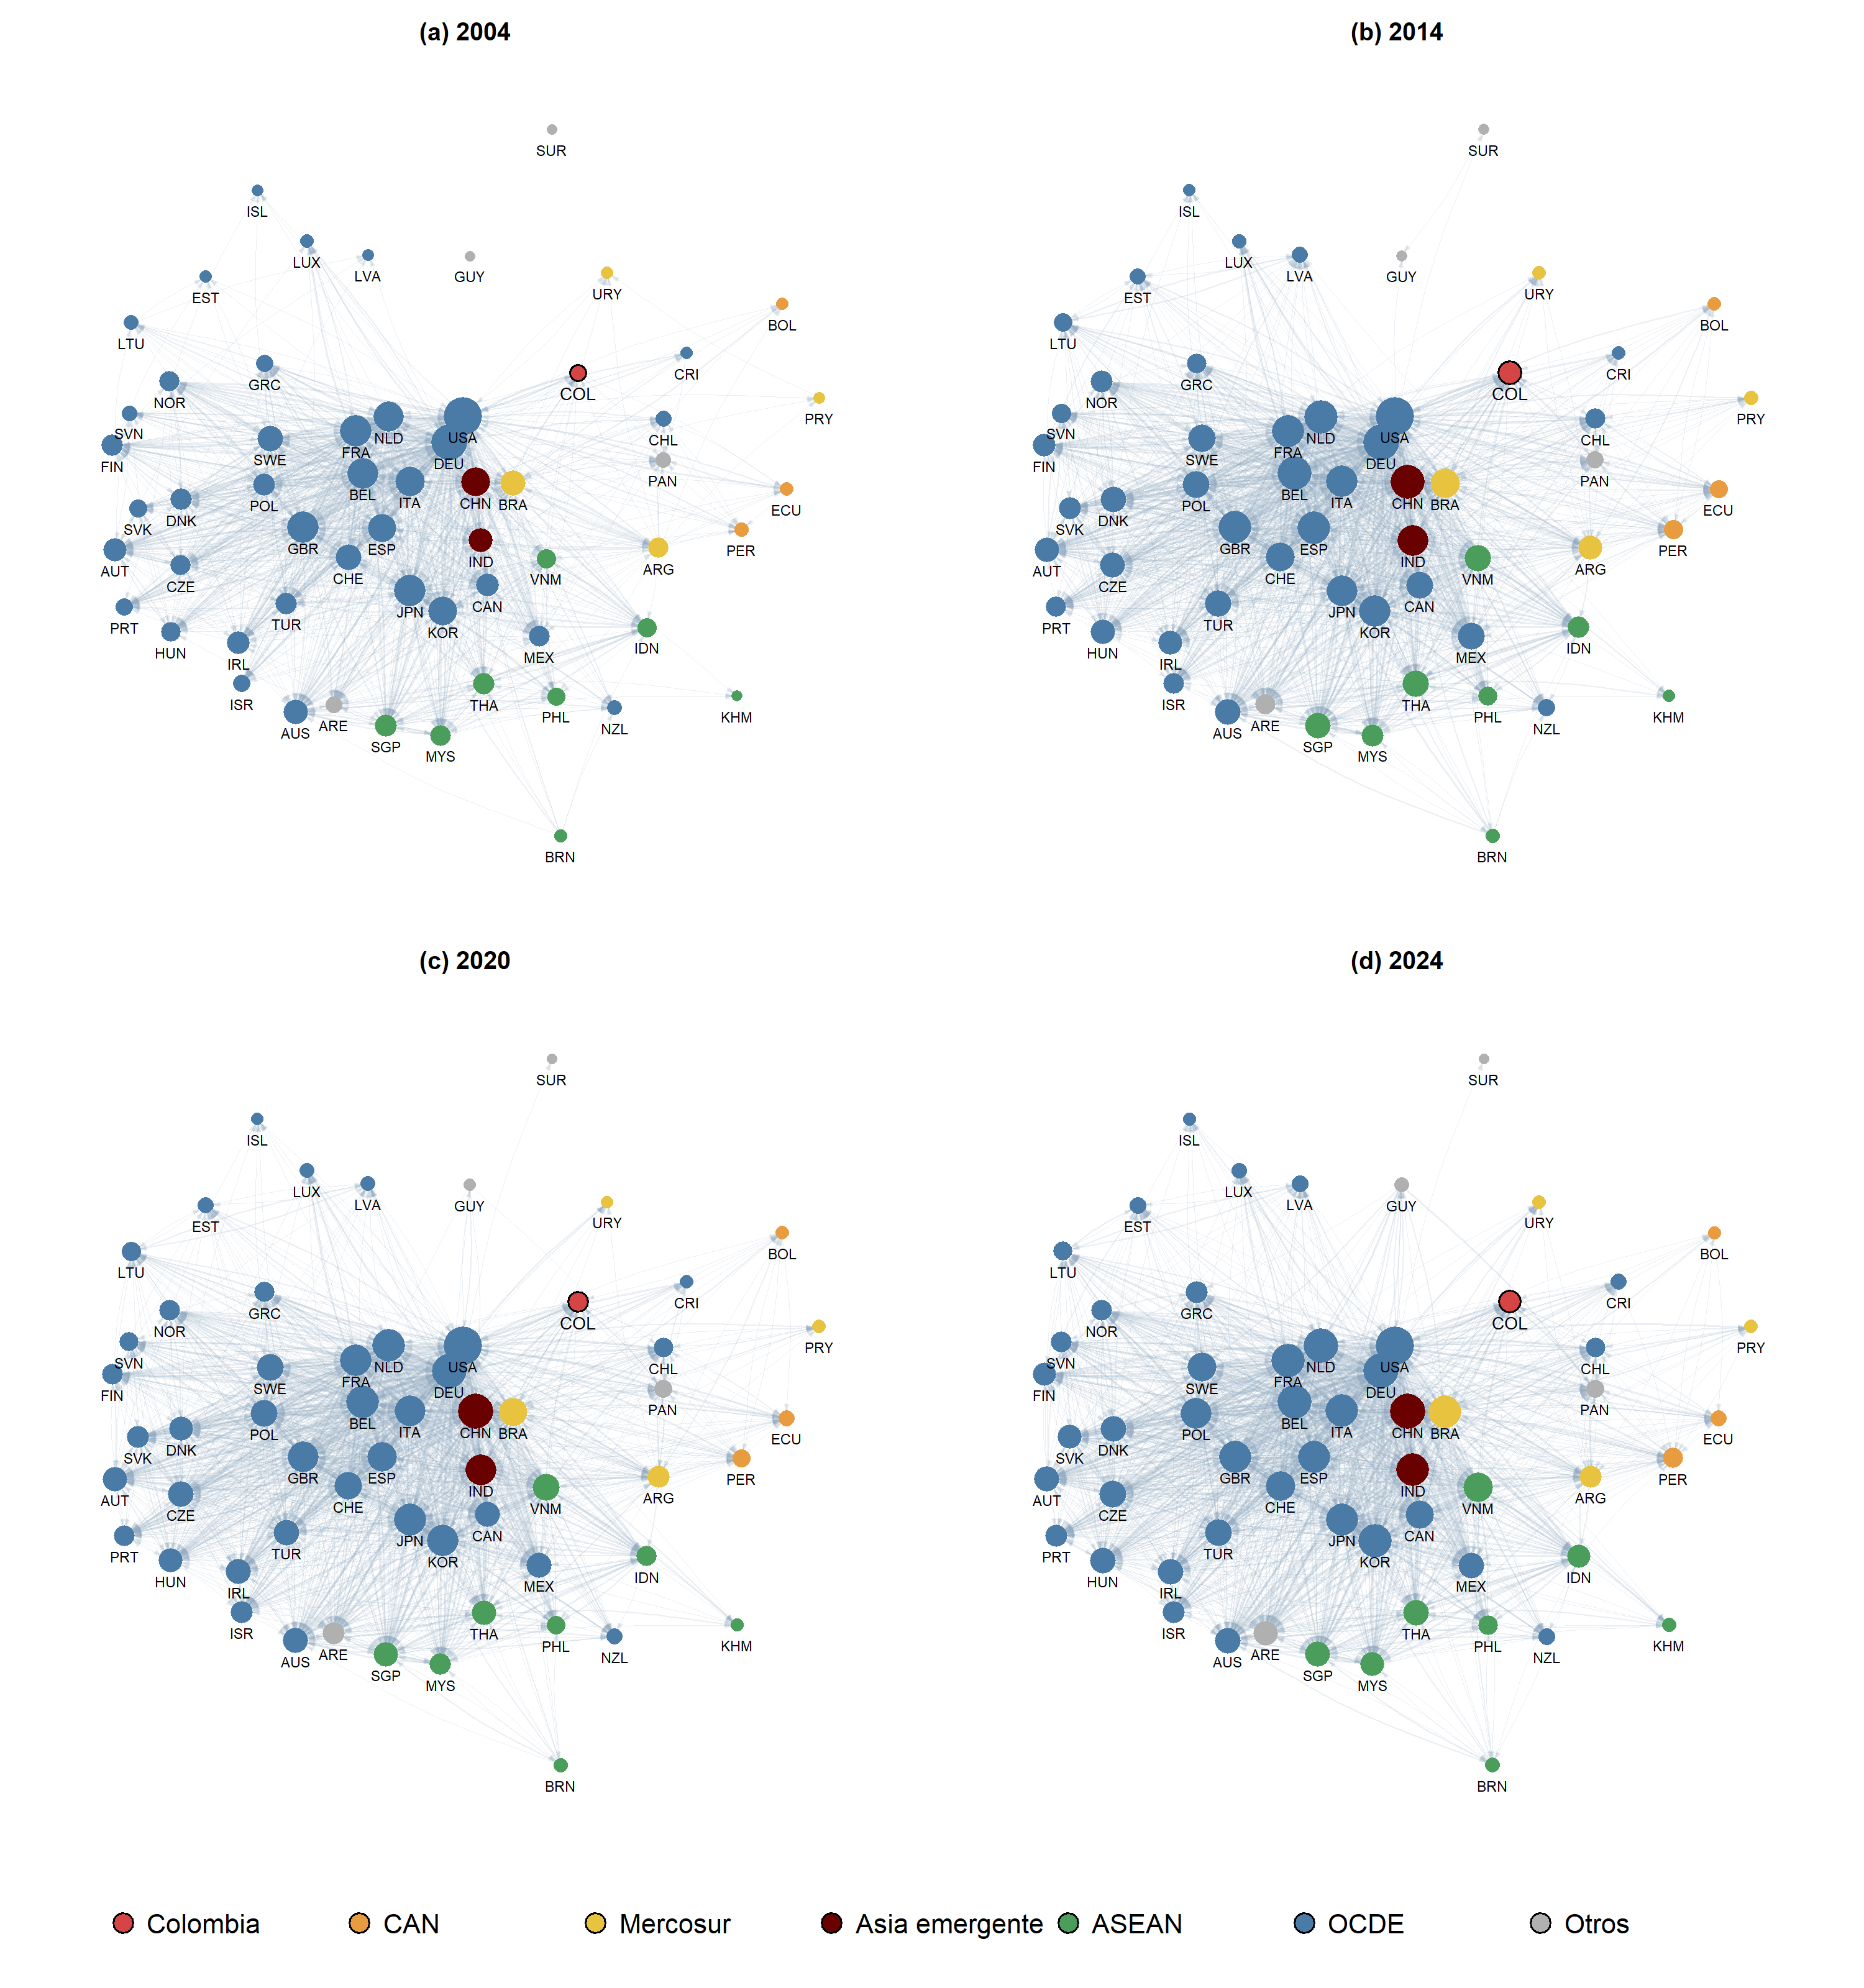 (a) 2004
SUR
ISL
LUX
LVA
GUY
EST
URY
BOL
LTU
CRI
GRC
COL
NOR
PRY
SVN
USA
NLD
CHL
FRA
FIN
SWE
DEU
PAN
BEL
ITA
CHN
BRA
POL
ECU
DNK
SVK
GBR
ESP
PER
IND
ARG
AUT
CHE
VNM
CZE
CAN
JPN
TUR
PRT
KOR
HUN
IDN
MEX
IRL
ISR
THA
KHM
PHL
ARE
NZL
AUS
SGP
MYS
BRN
(b) 2014
SUR
ISL
LUX
LVA
GUY
EST
URY
BOL
LTU
CRI
GRC
COL
NOR
PRY
SVN
USA
NLD
CHL
FRA
FIN
SWE
DEU
PAN
BEL
ITA
CHN
BRA
POL
ECU
DNK
SVK
GBR
ESP
PER
IND
ARG
AUT
CHE
VNM
CZE
CAN
JPN
TUR
PRT
KOR
HUN
IDN
MEX
IRL
ISR
THA
KHM
PHL
ARE
NZL
AUS
SGP
MYS
BRN
(c) 2020
SUR
ISL
LUX
LVA
GUY
EST
URY
BOL
LTU
CRI
GRC
COL
NOR
PRY
SVN
USA
NLD
CHL
FRA
FIN
SWE
DEU
PAN
BEL
ITA
CHN
BRA
POL
ECU
DNK
SVK
GBR
ESP
PER
IND
ARG
AUT
CHE
VNM
CZE
CAN
JPN
TUR
PRT
KOR
HUN
IDN
MEX
IRL
ISR
THA
KHM
PHL
ARE
NZL
AUS
SGP
MYS
BRN
(d) 2024
SUR
ISL
LUX
LVA
GUY
EST
URY
BOL
LTU
CRI
GRC
COL
NOR
PRY
SVN
USA
NLD
CHL
FRA
FIN
SWE
DEU
PAN
BEL
ITA
CHN
BRA
POL
ECU
DNK
SVK
GBR
ESP
PER
IND
ARG
AUT
CHE
VNM
CZE
CAN
JPN
TUR
PRT
KOR
HUN
IDN
MEX
IRL
ISR
THA
KHM
PHL
ARE
NZL
AUS
SGP
MYS
BRN
Colombia CAN Mercosur Asia emergente ASEAN OCDE Otros